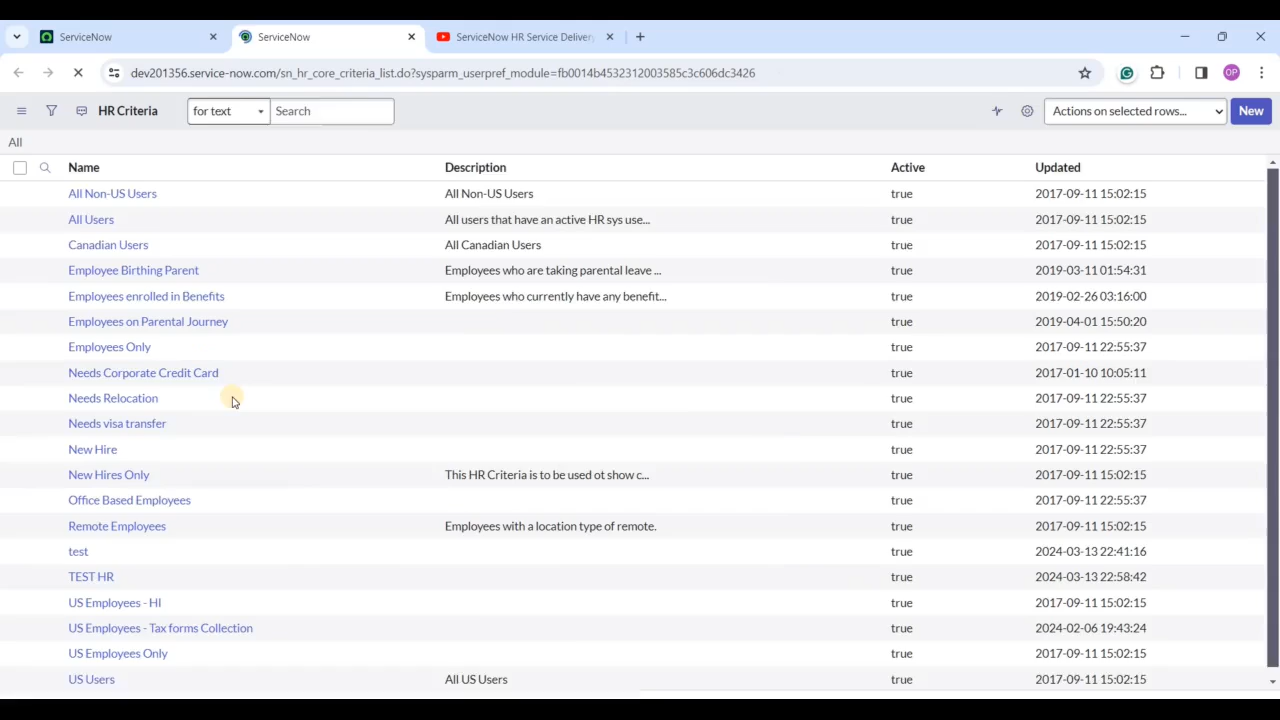 ServiceNow
ServiceNow
ServiceNow HR Service Delivery
dev201356.service-now.com/sn_hr_core_criteria_list.do?sysparm_userpref_module=fb0014b4532312003585c3c606dc3426
OP
HR Criteria
for text
Search
Actions on selected rows...
New
All
Name Description Active Updated
All Non-US Users All Non-US Users true 2017-09-11 15:02:15
All Users All users that have an active HR sys use... true 2017-09-11 15:02:15
Canadian Users All Canadian Users true 2017-09-11 15:02:15
Employee Birthing Parent Employees who are taking parental leave ... true 2019-03-11 01:54:31
Employees enrolled in Benefits Employees who currently have any benefit... true 2019-02-26 03:16:00
Employees on Parental Journey true 2019-04-01 15:50:20
Employees Only true 2017-09-11 22:55:37
Needs Corporate Credit Card true 2017-01-10 10:05:11
Needs Relocation true 2017-09-11 22:55:37
Needs visa transfer true 2017-09-11 22:55:37
New Hire true 2017-09-11 22:55:37
New Hires Only This HR Criteria is to be used ot show c... true 2017-09-11 15:02:15
Office Based Employees true 2017-09-11 22:55:37
Remote Employees Employees with a location type of remote. true 2017-09-11 15:02:15
test true 2024-03-13 22:41:16
TEST HR true 2024-03-13 22:58:42
US Employees - HI true 2017-09-11 15:02:15
US Employees - Tax forms Collection true 2024-02-06 19:43:24
US Employees Only true 2017-09-11 15:02:15
US Users All US Users true 2017-09-11 15:02:15